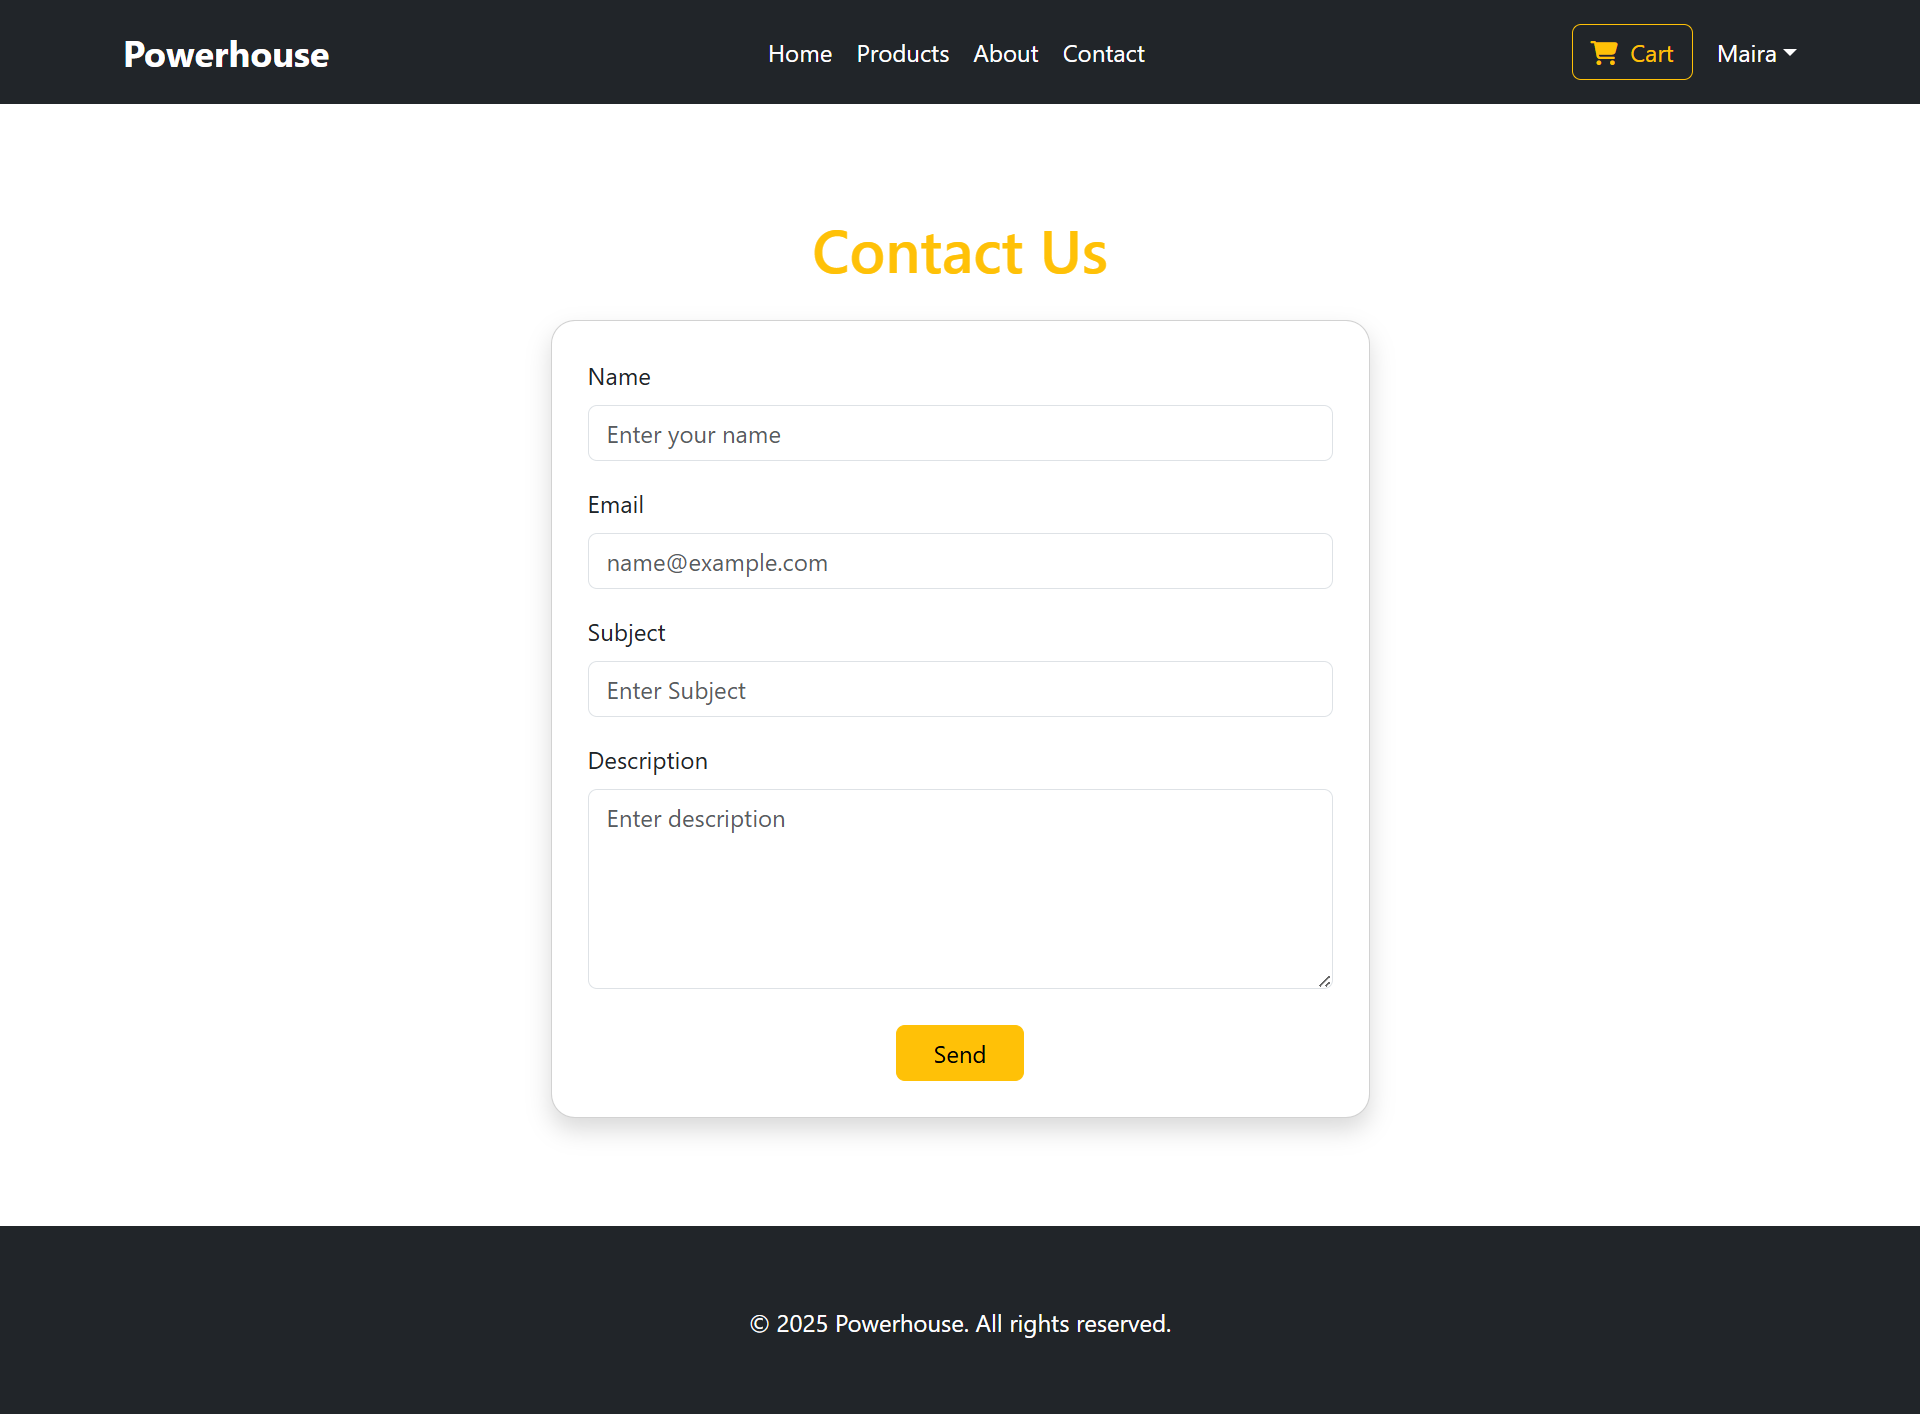 Powerhouse
Home Products About Contact
Cart
Maira
Contact Us
Name
Enter your name
Email
name@example.com
Subject
Enter Subject
Description
Enter description
Send
© 2025 Powerhouse. All rights reserved.